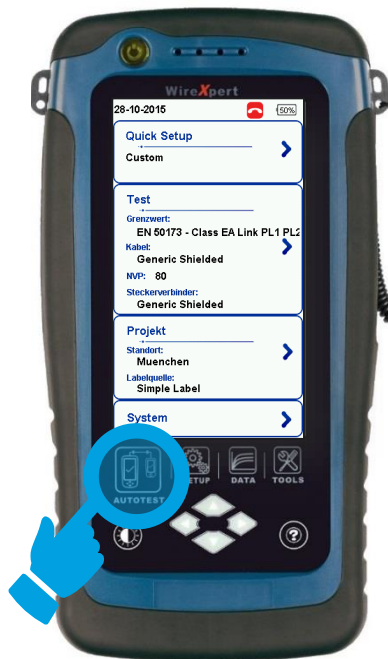 WireXpert
28-10-2015
50%
Quick Setup
Custom
Test
Grenzwert:
EN 50173 - Class EA Link PL1 PL2
Kabel:
Generic Shielded
NVP: 80
Steckerverbinder:
Generic Shielded
Projekt
Standort:
Muenchen
Labelquelle:
Simple Label
System
AUTOTEST SETUP DATA TOOLS
?